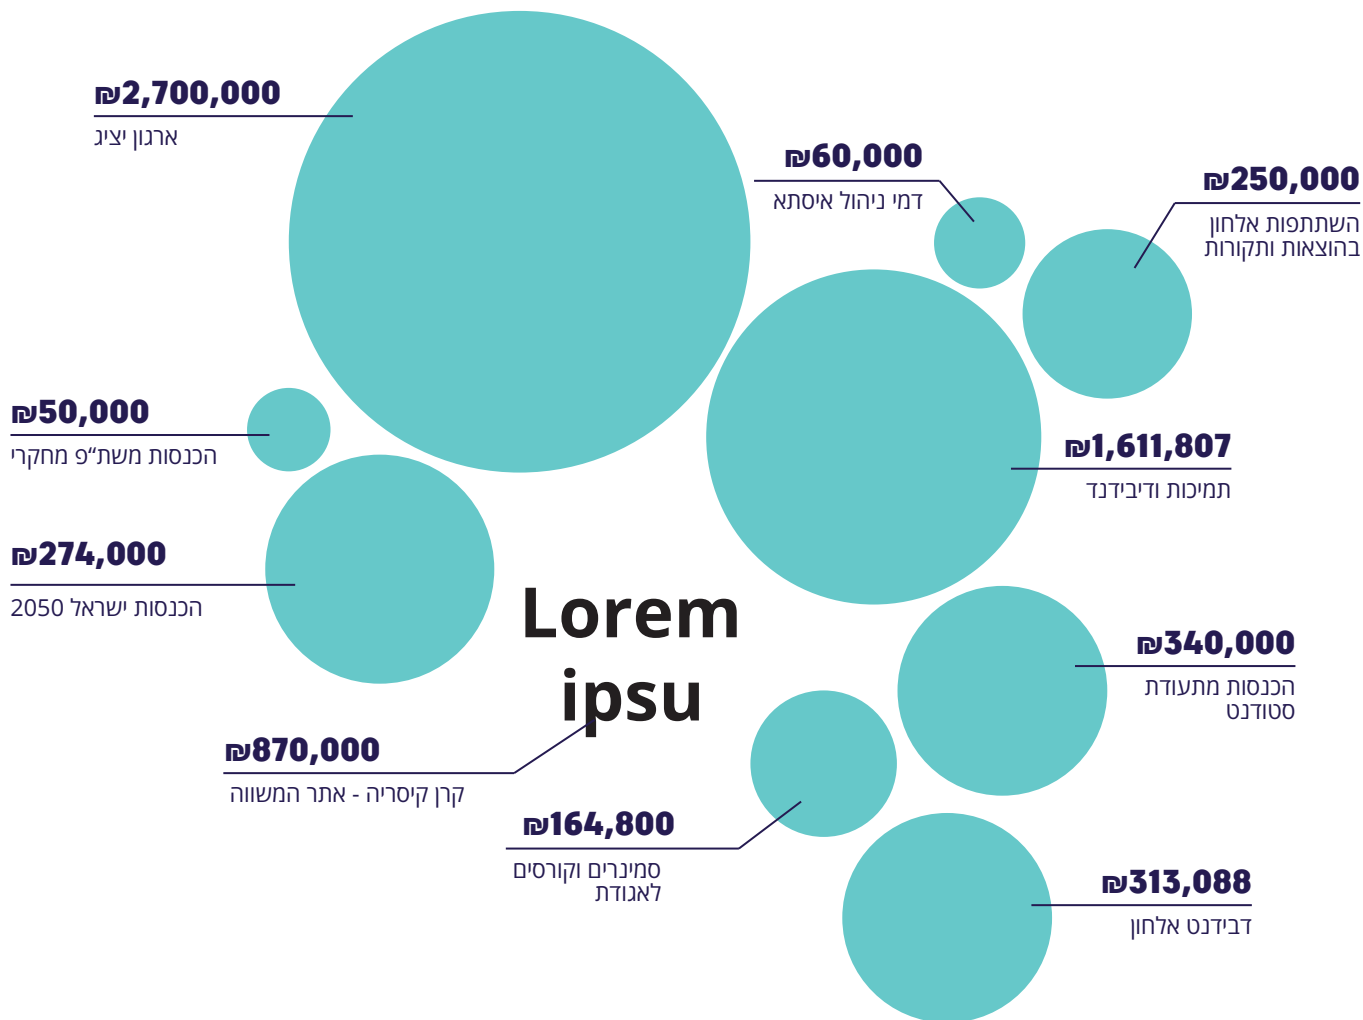 ₪2,700,000
ארגון יציג
₪60,000
דמי ניהול איסתא
₪250,000
השתתפות אלחון
בהוצאות ותקורות
₪50,000
הכנסות משת“פ מחקרי
₪1,611,807
תמיכות ודיבידנד
₪274,000
הכנסות ישראל 2050
Lorem
ipsu
₪340,000
הכנסות מתעודת
סטודנט
₪870,000
קרן קיסריה - אתר המשווה
₪164,800
סמינרים וקורסים
לאגודת
₪313,088
דבידנט אלחון